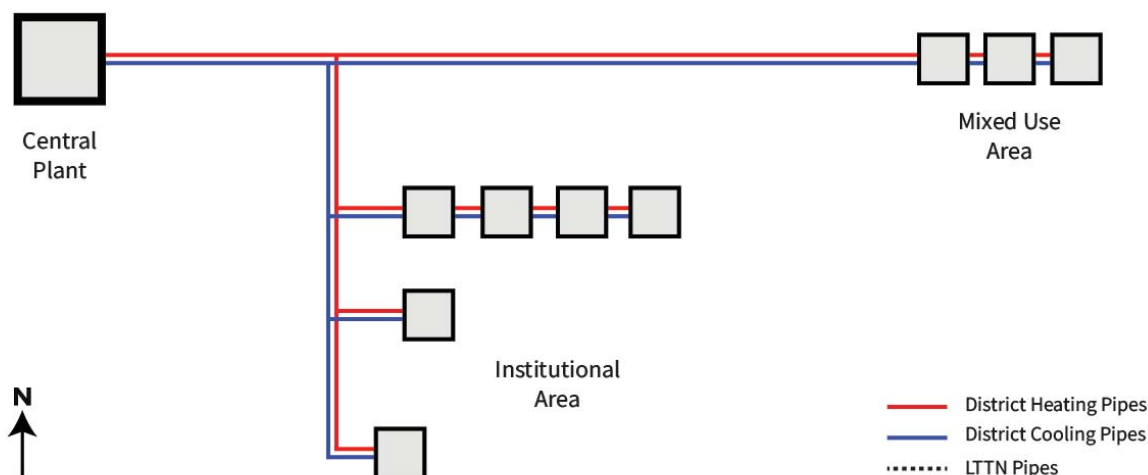 Central
Plant
Mixed Use
Area
Institutional
Area
N
District Heating Pipes
District Cooling Pipes
LTTN Pipes